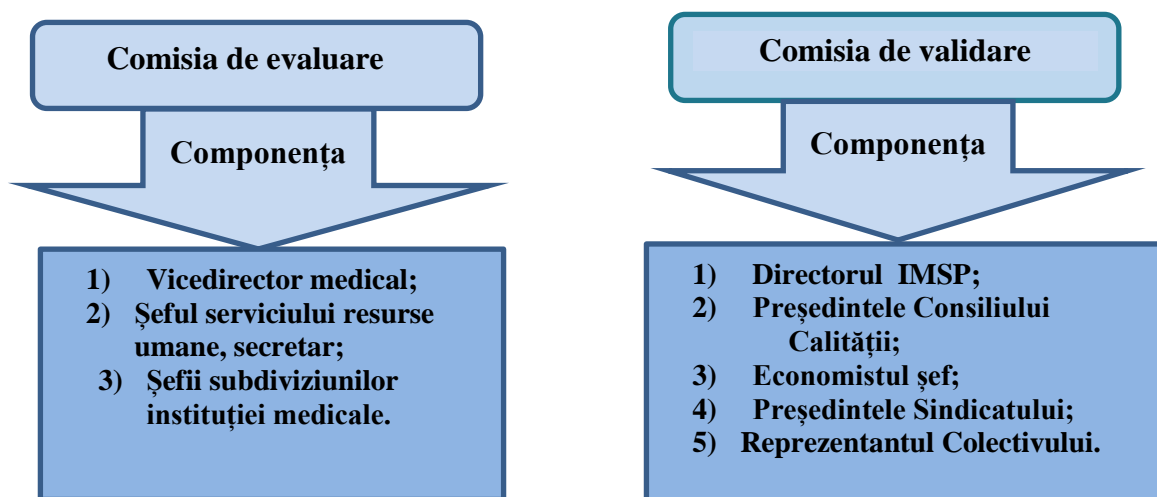 Comisia de evaluare
Componența
1) Vicedirector medical;
2) Șeful serviciului resurse
umane, secretar;
3) Șefii subdiviziunilor
instituției medicale.
Comisia de validare
Componența
1) Directorul IMSP;
2) Președintele Consiliului
Calității;
3) Economistul șef;
4) Președintele Sindicatului;
5) Reprezentantul Colectivului.